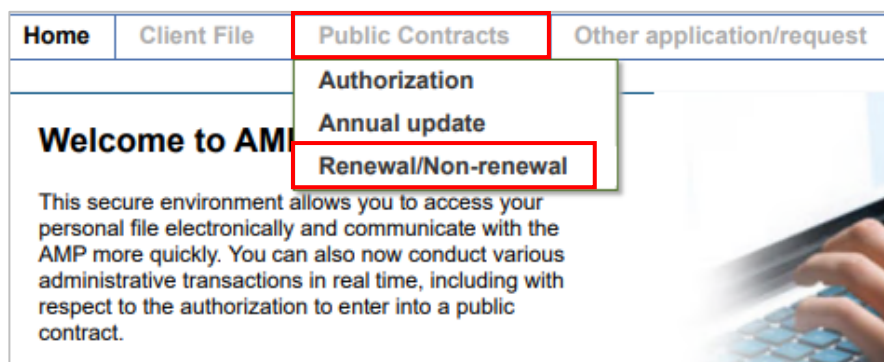 Home Client File Public Contracts Other application/request
Authorization
Annual update
Renewal/Non-renewal
Welcome to AM
This secure environment allows you to access your
personal file electronically and communicate with the
AMP more quickly. You can also now conduct various
administrative transactions in real time, including with
respect to the authorization to enter into a public
contract.